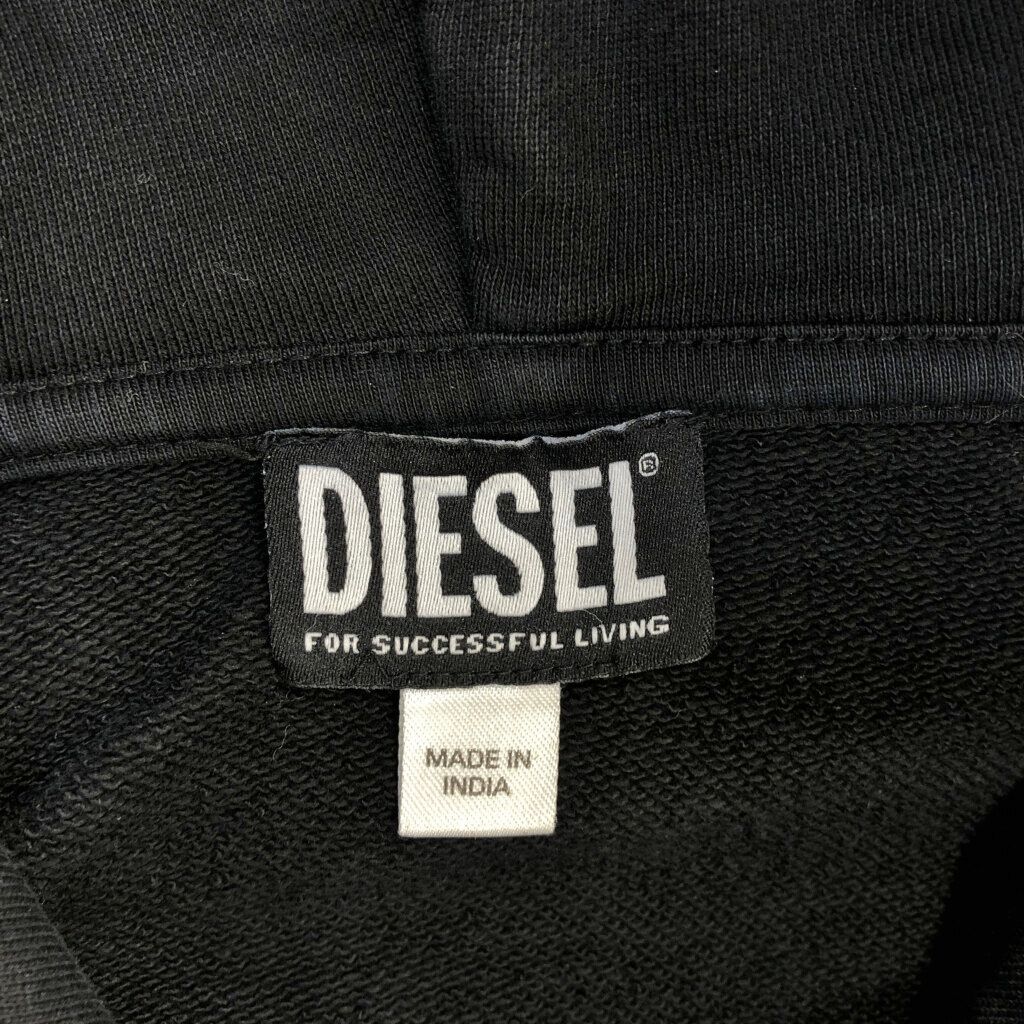 DIESEL®
FOR SUCCESSFUL LIVING
MADE IN
INDIA